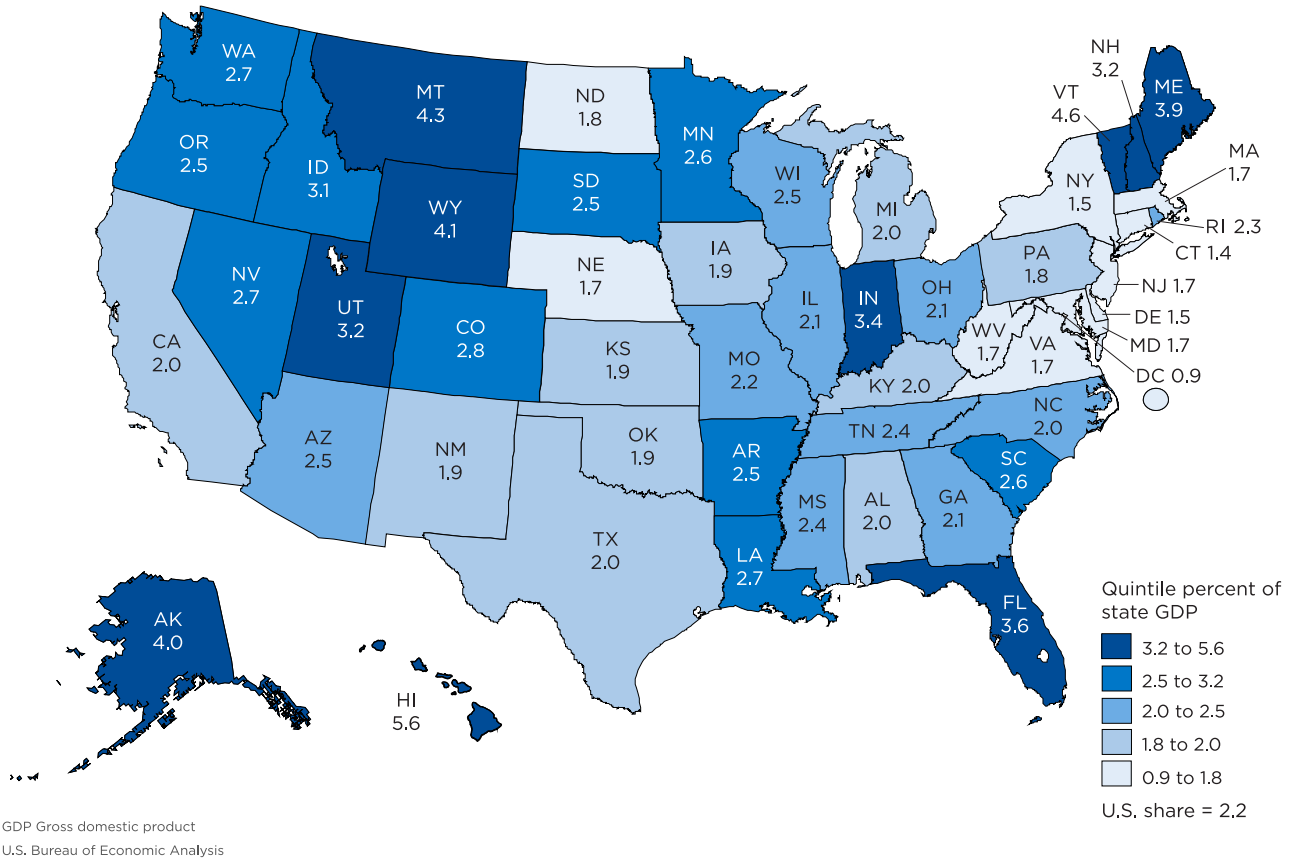 WA
2.7
OR
2.5
ID
3.1
MT
4.3
WY
4.1
NV
2.7
UT
3.2
CO
2.8
CA
2.0
AZ
2.5
NM
1.9
ND
1.8
SD
2.5
NE
1.7
KS
1.9
OK
1.9
TX
2.0
MN
2.6
IA
1.9
MO
2.2
AR
2.5
LA
2.7
WI
2.5
IL
2.1
MI
2.0
IN
3.4
OH
2.1
KY 2.0
TN 2.4
MS
2.4
AL
2.0
GA
2.1
FL
3.6
SC
2.6
NC
2.0
VA
1.7
WV
1.7
PA
1.8
NY
1.5
VT
4.6
NH
3.2
ME
3.9
MA
1.7
RI 2.3
CT 1.4
NJ 1.7
DE 1.5
MD 1.7
DC 0.9
AK
4.0
HI
5.6
Quintile percent of
state GDP
3.2 to 5.6
2.5 to 3.2
2.0 to 2.5
1.8 to 2.0
0.9 to 1.8
U.S. share = 2.2
GDP Gross domestic product
U.S. Bureau of Economic Analysis